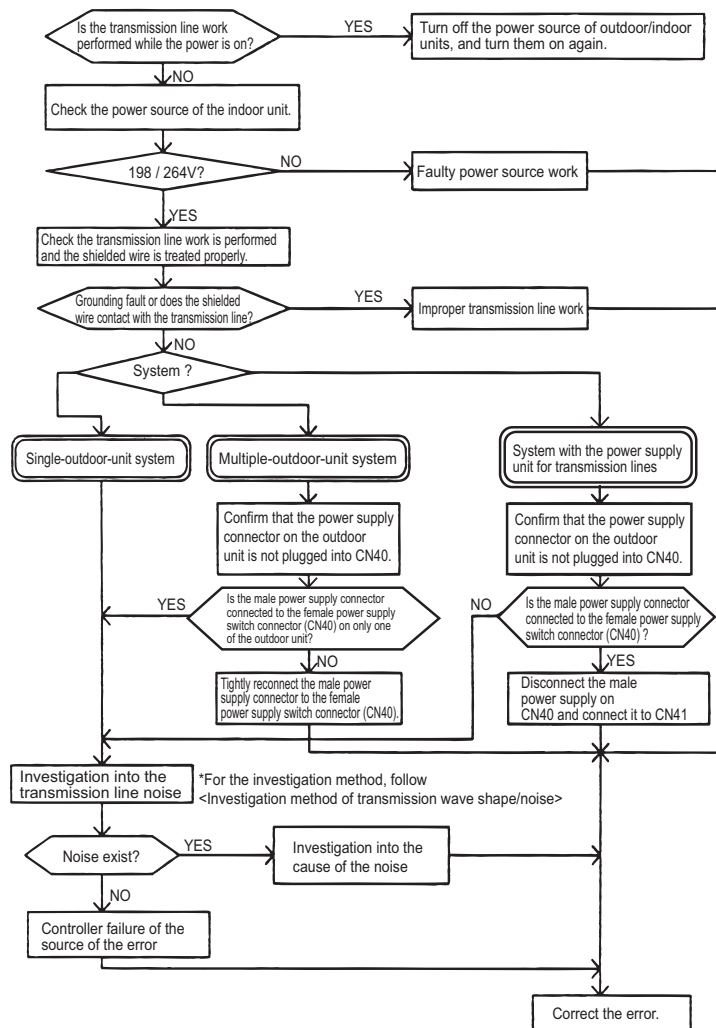 Is the transmission line work
performed while the power is on?
YES
Turn off the power source of outdoor/indoor
units, and turn them on again.
NO
Check the power source of the indoor unit.
198 / 264V?
NO
Faulty power source work
YES
Check the transmission line work is performed
and the shielded wire is treated properly.
Grounding fault or does the shielded
wire contact with the transmission line?
YES
Improper transmission line work
NO
System ?
Single-outdoor-unit system
Multiple-outdoor-unit system
System with the power supply
unit for transmission lines
Confirm that the power supply
connector on the outdoor
unit is not plugged into CN40.
Confirm that the power supply
connector on the outdoor
unit is not plugged into CN40.
YES
Is the male power supply connector
connected to the female power supply
switch connector (CN40) on only one
of the outdoor unit?
NO
Is the male power supply connector
connected to the female power supply
switch connector (CN40) ?
NO
YES
Tightly reconnect the male power
supply connector to the female
power supply switch connector (CN40).
Disconnect the male
power supply on
CN40 and connect it to CN41
Investigation into the
transmission line noise
*For the investigation method, follow
<Investigation method of transmission wave shape/noise>
Noise exist?
YES
Investigation into the
cause of the noise
NO
Controller failure of the
source of the error
Correct the error.